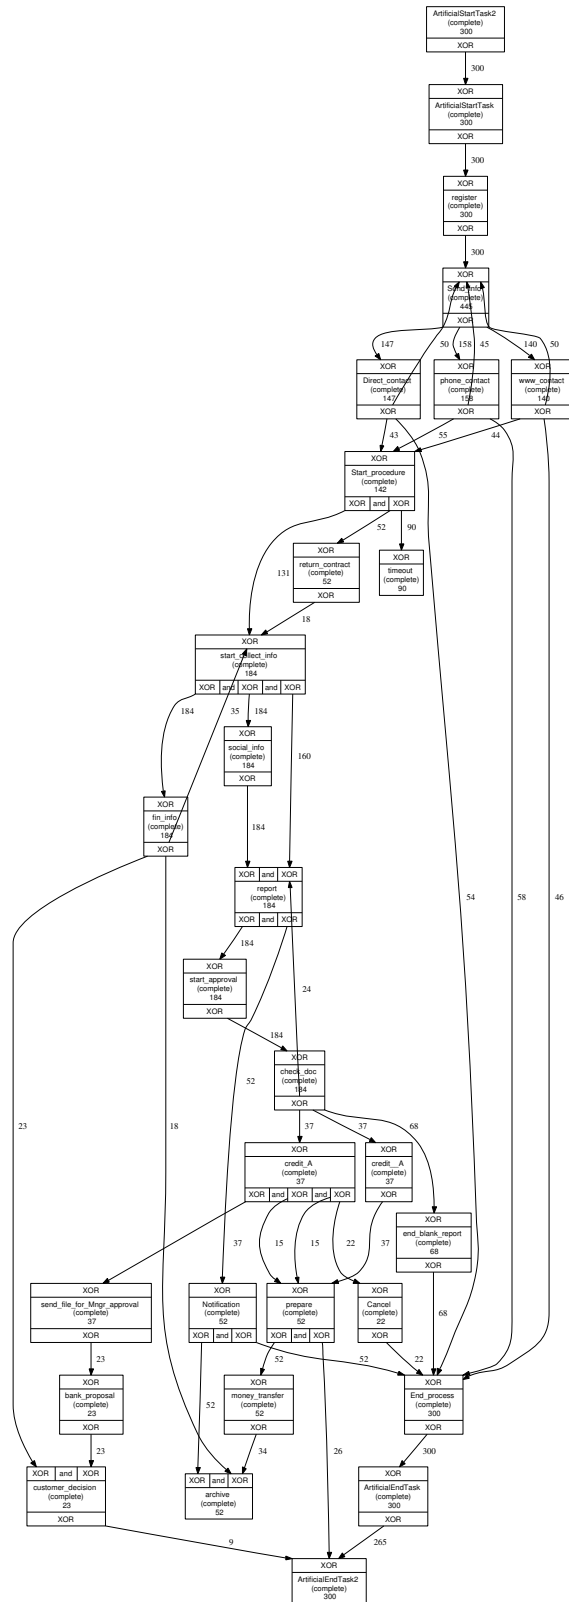 ArtificialStartTask2
(complete)
300
XOR
300
XOR
ArtificialStartTask
(complete)
300
XOR
300
XOR
register
(complete)
300
XOR
300
XOR
Send_info
(complete)
445
XOR
147
50
158
45
140
50
XOR
Direct_contact
(complete)
147
XOR
XOR
phone_contact
(complete)
158
XOR
XOR
www_contact
(complete)
140
XOR
43
55
44
XOR
Start_procedure
(complete)
142
XOR and XOR
52
90
XOR
return_contract
(complete)
52
XOR
XOR
timeout
(complete)
90
131
18
XOR
start_collect_info
(complete)
184
XOR and XOR and XOR
184
35
184
160
XOR
social_info
(complete)
184
XOR
XOR
fin_info
(complete)
184
XOR
184
XOR and XOR
report
(complete)
184
XOR and XOR
54
58
46
184
XOR
start_approval
(complete)
184
XOR
24
184
XOR
check_doc
(complete)
184
XOR
52
23
18
37
37
68
XOR
credit_A
(complete)
37
XOR and XOR and XOR
XOR
credit__A
(complete)
37
XOR
XOR
end_blank_report
(complete)
68
XOR
37
15
15
22
37
XOR
send_file_for_Mngr_approval
(complete)
37
XOR
XOR
Notification
(complete)
52
XOR and XOR
XOR
prepare
(complete)
52
XOR and XOR
XOR
Cancel
(complete)
22
XOR
68
23
52
52
22
XOR
bank_proposal
(complete)
23
XOR
XOR
money_transfer
(complete)
52
XOR
XOR
End_process
(complete)
300
XOR
52
23
34
26
300
XOR and XOR
customer_decision
(complete)
23
XOR
XOR and XOR
archive
(complete)
52
XOR
ArtificialEndTask
(complete)
300
XOR
9
265
XOR
ArtificialEndTask2
(complete)
300